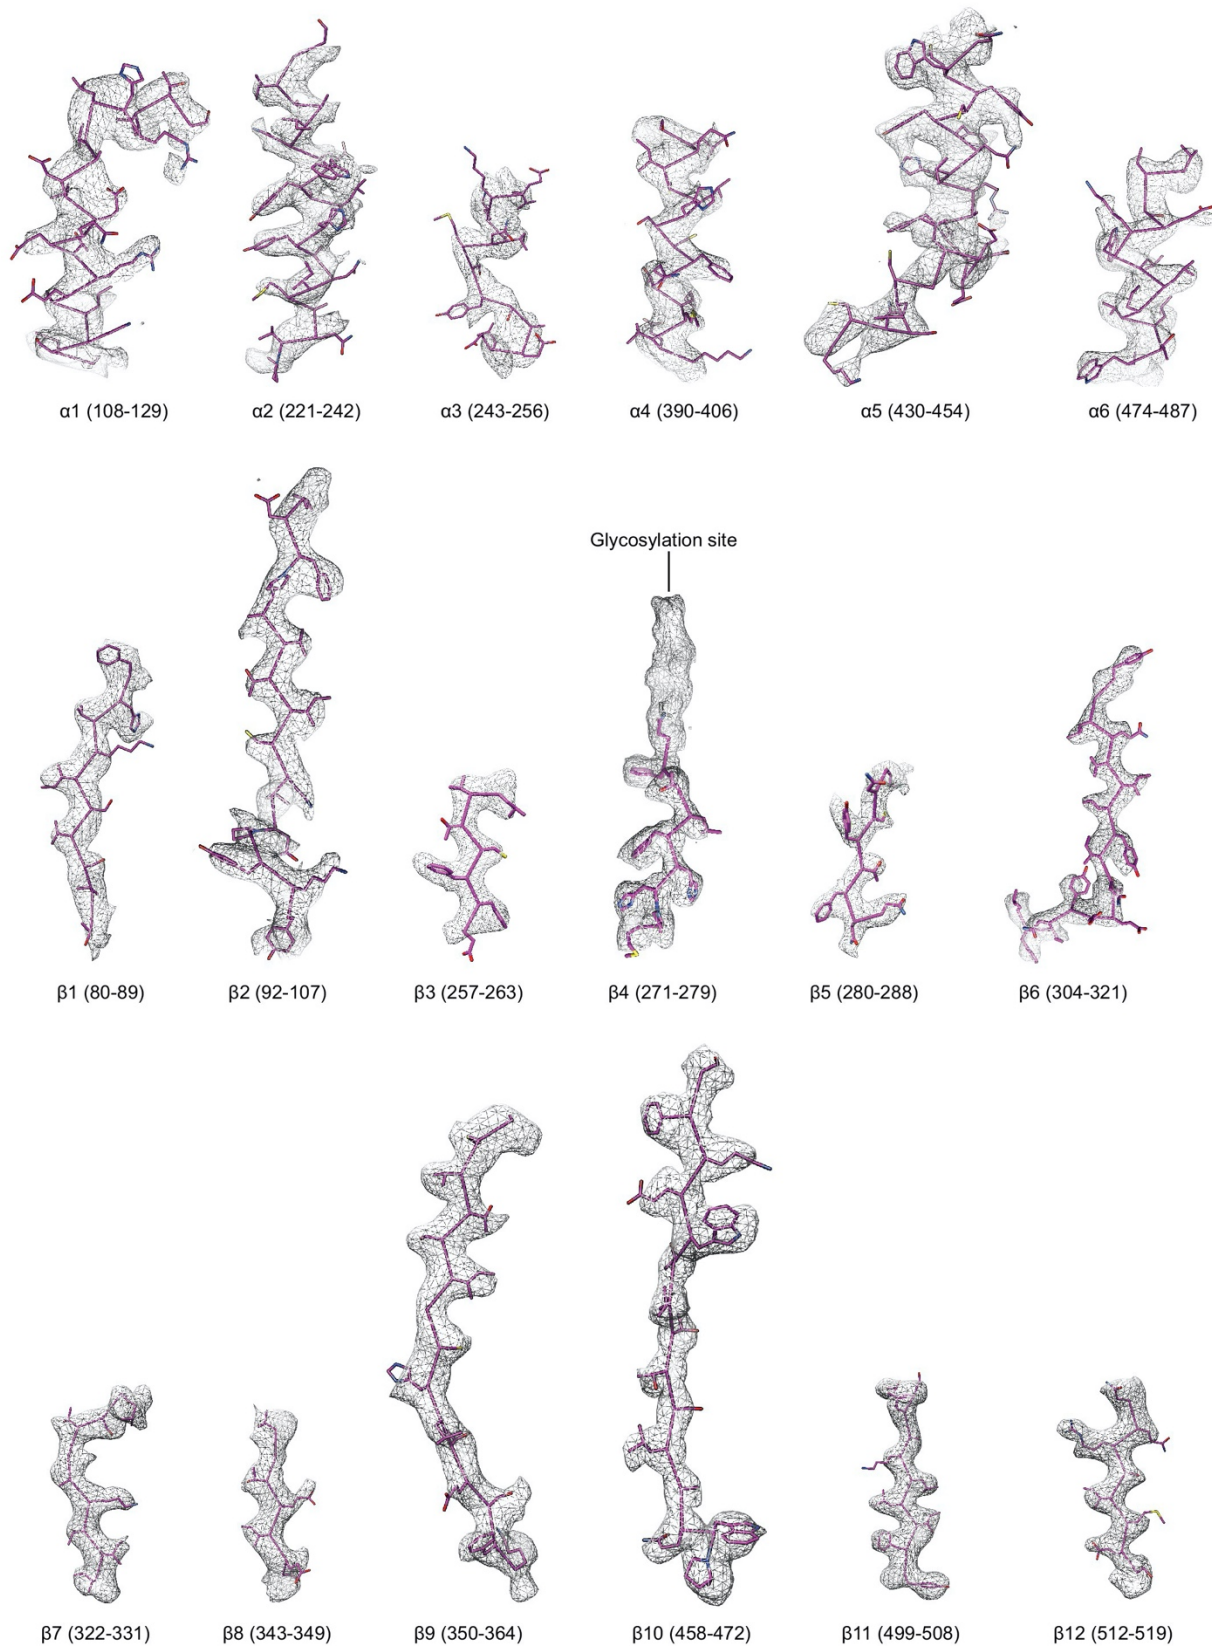 α1 (108-129) α2 (221-242) α3 (243-256) α4 (390-406) α5 (430-454) α6 (474-487)
Glycosylation site
β1 (80-89) β2 (92-107) β3 (257-263) β4 (271-279) β5 (280-288) β6 (304-321)
β7 (322-331) β8 (343-349) β9 (350-364) β10 (458-472) β11 (499-508) β12 (512-519)